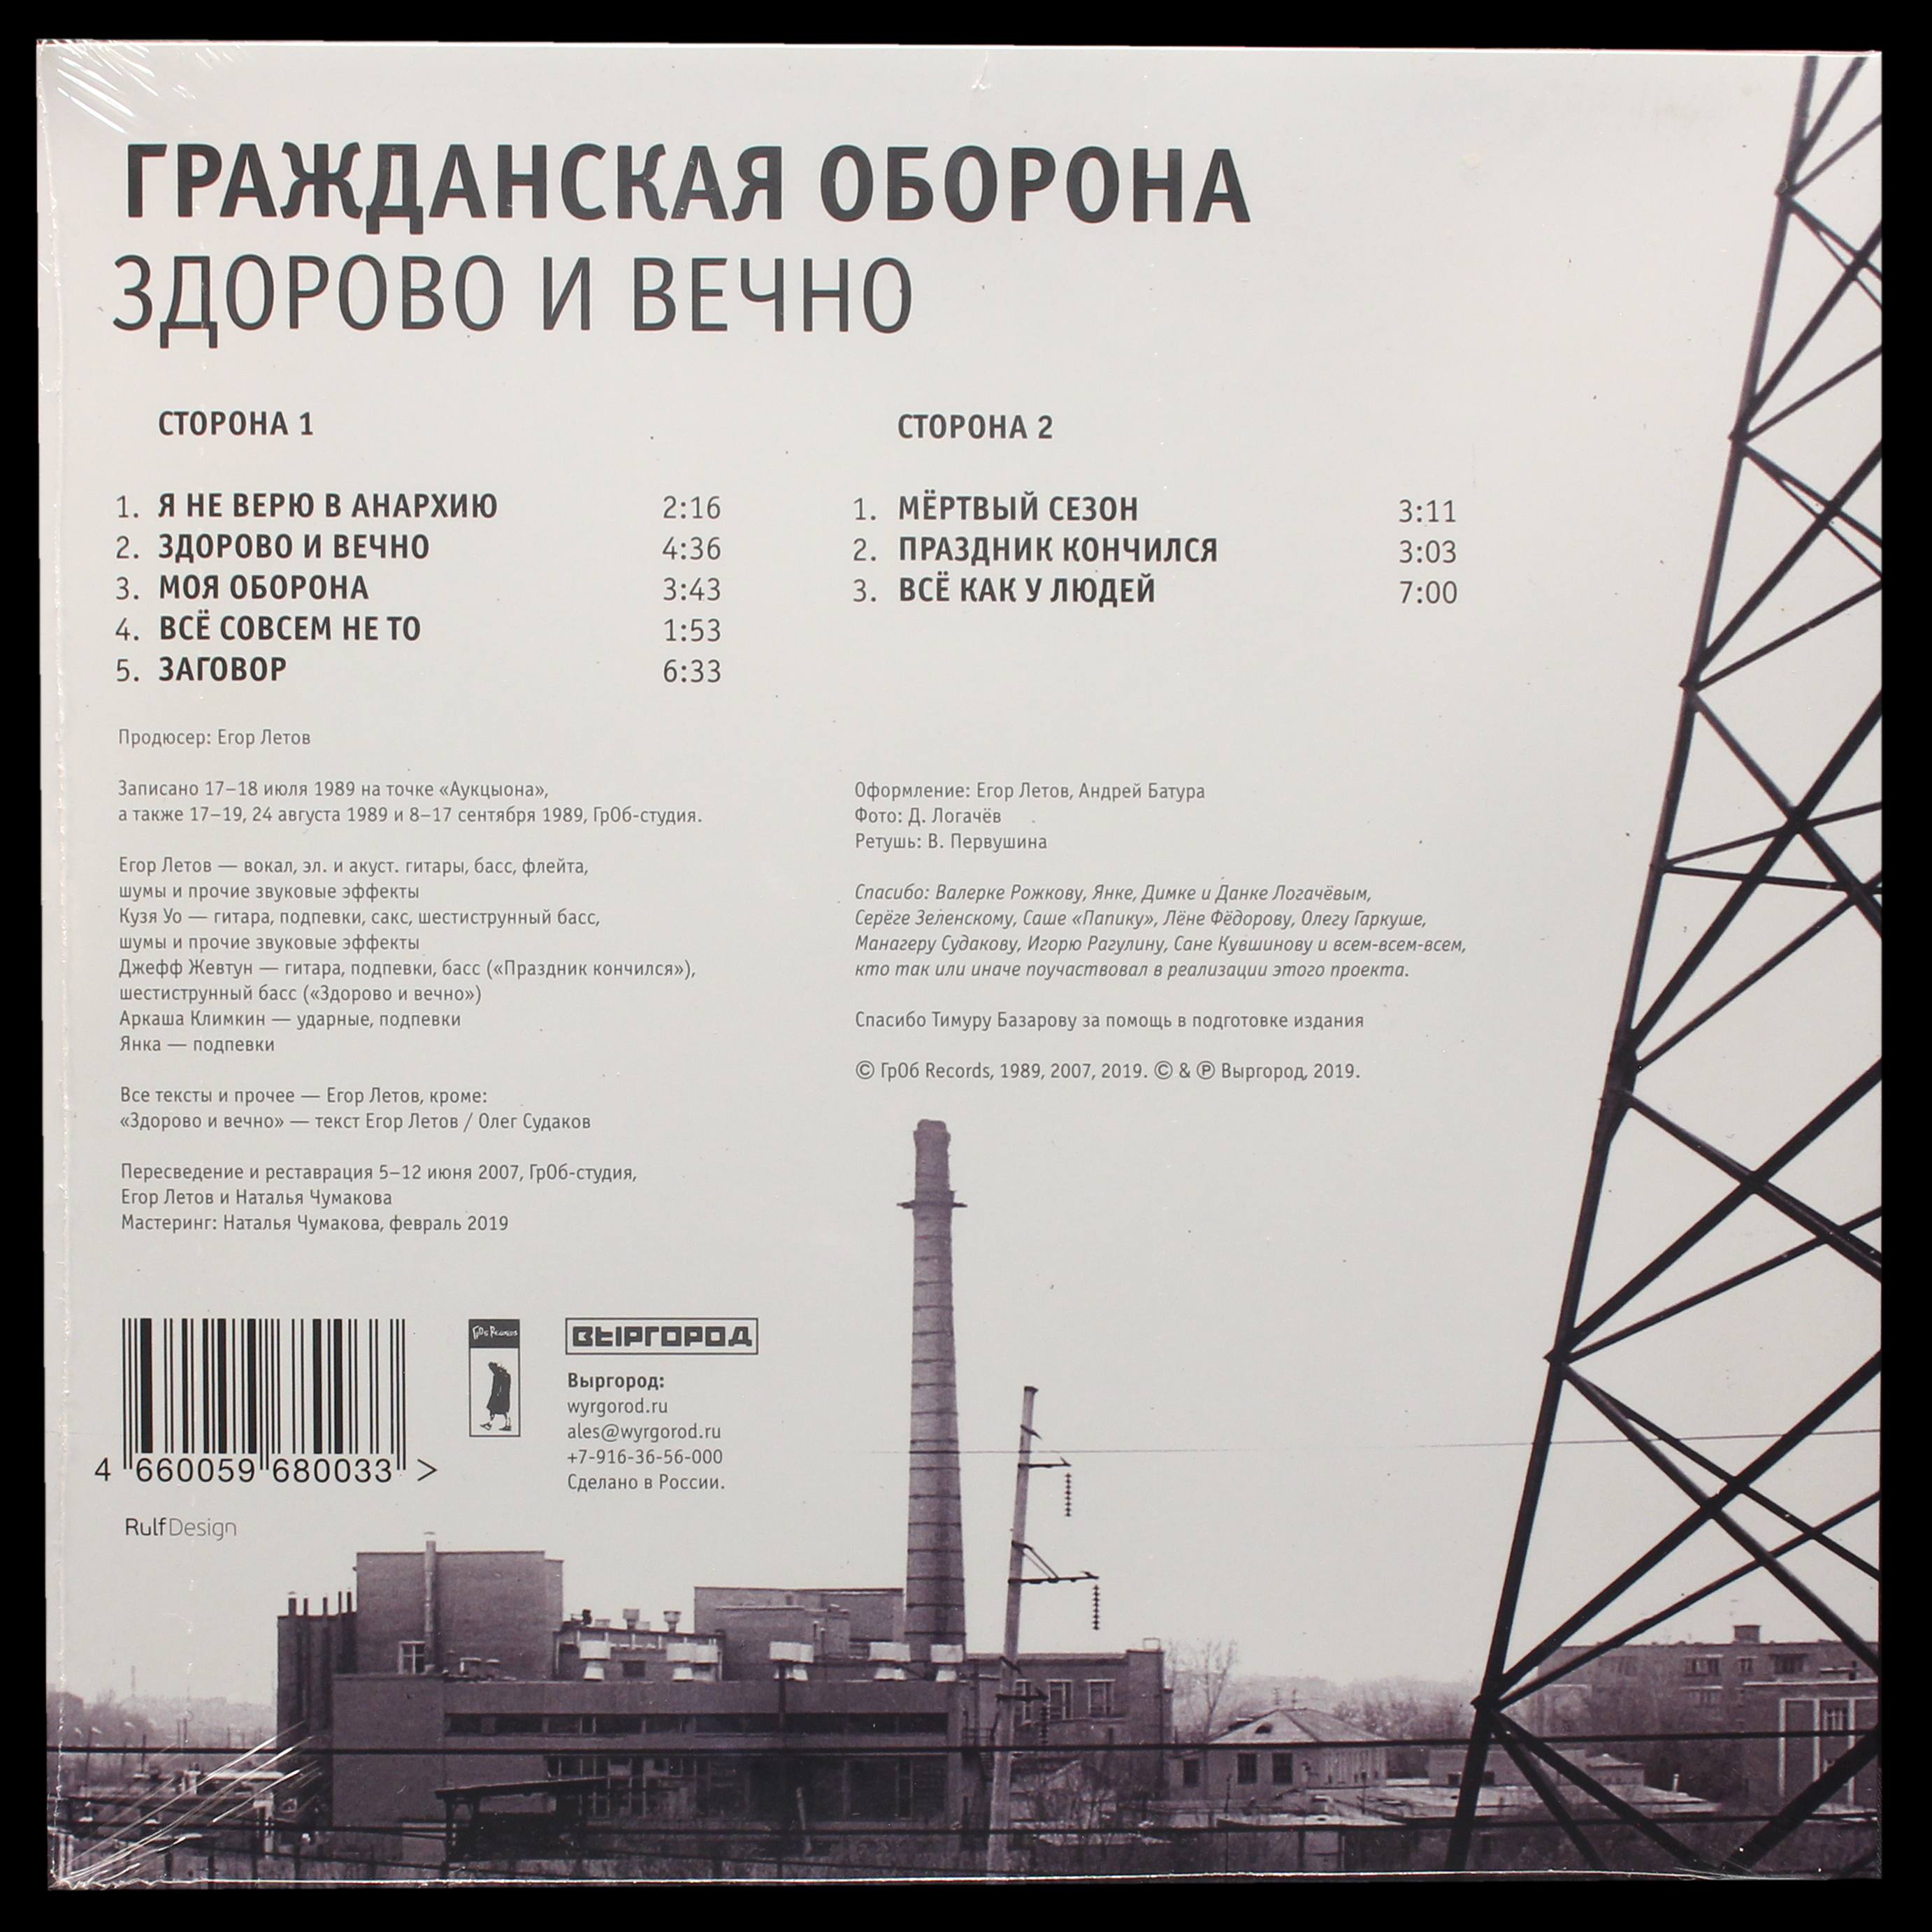 ГРАЖДАНСКАЯ ОБОРОНА
ЗДОРОВО И ВЕЧНО
СТОРОНА 1
1. Я НЕ ВЕРЮ В АНАРХИЮ 2:16
2. ЗДОРОВО И ВЕЧНО 4:36
3. МОЯ ОБОРОНА 3:43
4. ВСЁ СОВСЕМ НЕ ТО 1:53
5. ЗАГОВОР 6:33
СТОРОНА 2
1. МЁРТВЫЙ СЕЗОН 3:11
2. ПРАЗДНИК КОНЧИЛСЯ 3:03
3. ВСЁ КАК У ЛЮДЕЙ 7:00
Продюсер: Егор Летов
Записано 17–18 июля 1989 на точке «Аукцыона»,
а также 17–19, 24 августа 1989 и 8–17 сентября 1989, ГрОб-студия.
Егор Летов — вокал, эл. и акуст. гитары, басс, флейта,
шумы и прочие звуковые эффекты
Кузя Уо — гитара, подпевки, сакс, шестиструнный басс,
шумы и прочие звуковые эффекты
Джефф Жевтун — гитара, подпевки, басс («Праздник кончился»),
шестиструнный басс («Здорово и вечно»)
Аркаша Климкин — ударные, подпевки
Янка — подпевки
Все тексты и прочее — Егор Летов, кроме:
«Здорово и вечно» — текст Егор Летов / Олег Судаков
Пересведение и реставрация 5–12 июня 2007, ГрОб-студия,
Егор Летов и Наталья Чумакова
Мастеринг: Наталья Чумакова, февраль 2019
Оформление: Егор Летов, Андрей Батура
Фото: Д. Логачёв
Ретушь: В. Первушина
Спасибо: Валерке Рожкову, Янке, Димке и Данке Логачёвым,
Серёге Зеленскому, Саше «Папику», Лёне Фёдорову, Олегу Гаркуше,
Манагеру Судакову, Игорю Рагулину, Сане Кувшинову и всем-всем-всем,
кто так или иначе поучаствовал в реализации этого проекта.
Спасибо Тимуру Базарову за помощь в подготовке издания
© ГрОб Records, 1989, 2007, 2019. © & ℗ Выргород, 2019.
4 660059 680033 >
ГрОб Records
ВЫРГОРОД
Выргород:
wyrgorod.ru
ales@wyrgorod.ru
+7-916-36-56-000
Сделано в России.
RulfDesign